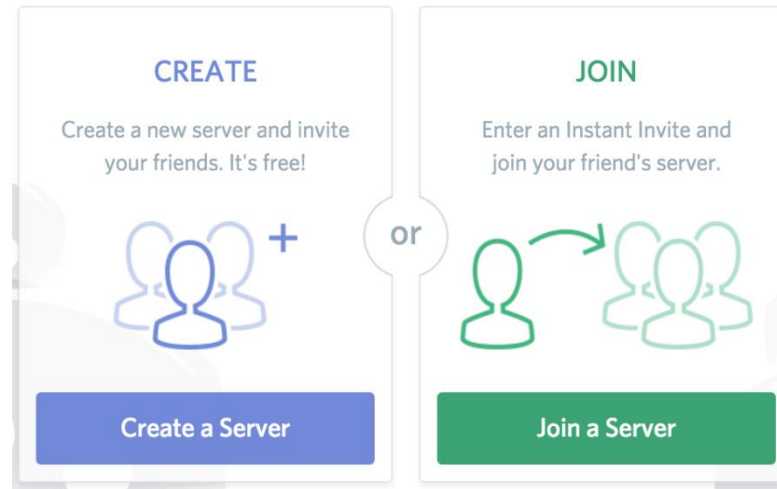 CREATE
Create a new server and invite
your friends. It's free!
Create a Server
or
JOIN
Enter an Instant Invite and
join your friend's server.
Join a Server